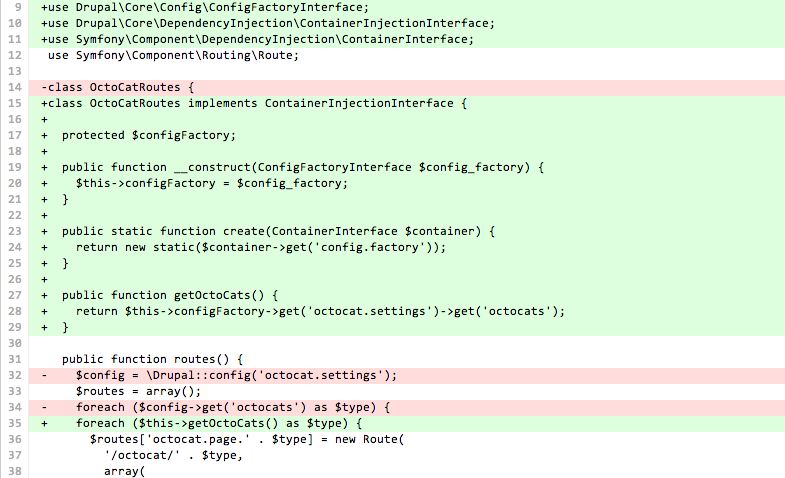 9 +use Drupal\Core\Config\ConfigFactoryInterface;
10 +use Drupal\Core\DependencyInjection\ContainerInjectionInterface;
11 +use Symfony\Component\DependencyInjection\ContainerInterface;
12  use Symfony\Component\Routing\Route;
13
14 -class OctoCatRoutes {
15 +class OctoCatRoutes implements ContainerInjectionInterface {
16 +
17 +  protected $configFactory;
18 +
19 +  public function __construct(ConfigFactoryInterface $config_factory) {
20 +    $this->configFactory = $config_factory;
21 +  }
22 +
23 +  public static function create(ContainerInterface $container) {
24 +    return new static($container->get('config.factory'));
25 +  }
26 +
27 +  public function getOctoCats() {
28 +    return $this->configFactory->get('octocat.settings')->get('octocats');
29 +  }
30
31    public function routes() {
32 -    $config = \Drupal::config('octocat.settings');
33      $routes = array();
34 -    foreach ($config->get('octocats') as $type) {
35 +    foreach ($this->getOctoCats() as $type) {
36        $routes['octocat.page.' . $type] = new Route(
37          '/octocat/' . $type,
38          array(